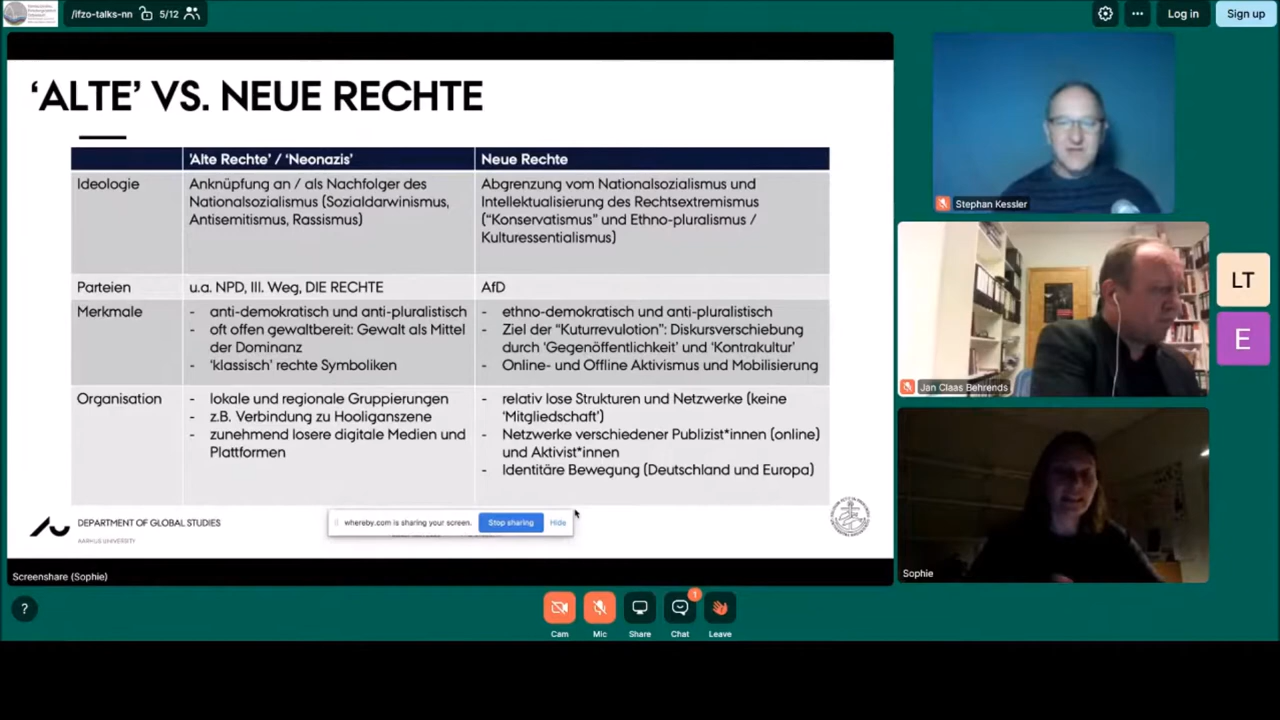 /ifzo-talks-nn 5/12
Log in
Sign up
‘ALTE’ VS. NEUE RECHTE
'Alte Rechte' / ‘Neonazis’
Neue Rechte
Ideologie
Anknüpfung an / als Nachfolger des
Nationalsozialismus (Sozialdarwinismus,
Antisemitismus, Rassismus)
Abgrenzung vom Nationalsozialismus und
Intellektualisierung des Rechtsextremismus
(“Konservatismus” und Ethno-pluralismus /
Kulturessentialismus)
Parteien
u.a. NPD, III. Weg, DIE RECHTE
AfD
Merkmale
- anti-demokratisch und anti-pluralistisch
- oft offen gewaltbereit: Gewalt als Mittel
der Dominanz
- ‘klassisch’ rechte Symboliken
- ethno-demokratisch und anti-pluralistisch
- Ziel der “Kuturrevulotion”: Diskursverschiebung
durch ‘Gegenöffentlichkeit’ und ‘Kontrakultur’
- Online- und Offline Aktivismus und Mobilisierung
Organisation
- lokale und regionale Gruppierungen
- z.B. Verbindung zu Hooliganszene
- zunehmend losere digitale Medien und
Plattformen
- relativ lose Strukturen und Netzwerke (keine
‘Mitgliedschaft’)
- Netzwerke verschiedener Publizist*innen (online)
und Aktivist*innen
- Identitäre Bewegung (Deutschland und Europa)
DEPARTMENT OF GLOBAL STUDIES
AARHUS UNIVERSITY
whereby.com is sharing your screen.
Stop sharing
Hide
Screenshare (Sophie)
Stephan Kessler
Jan Claas Behrends
Sophie
LT
E
?
Cam
Mic
Share
1
Chat
Leave